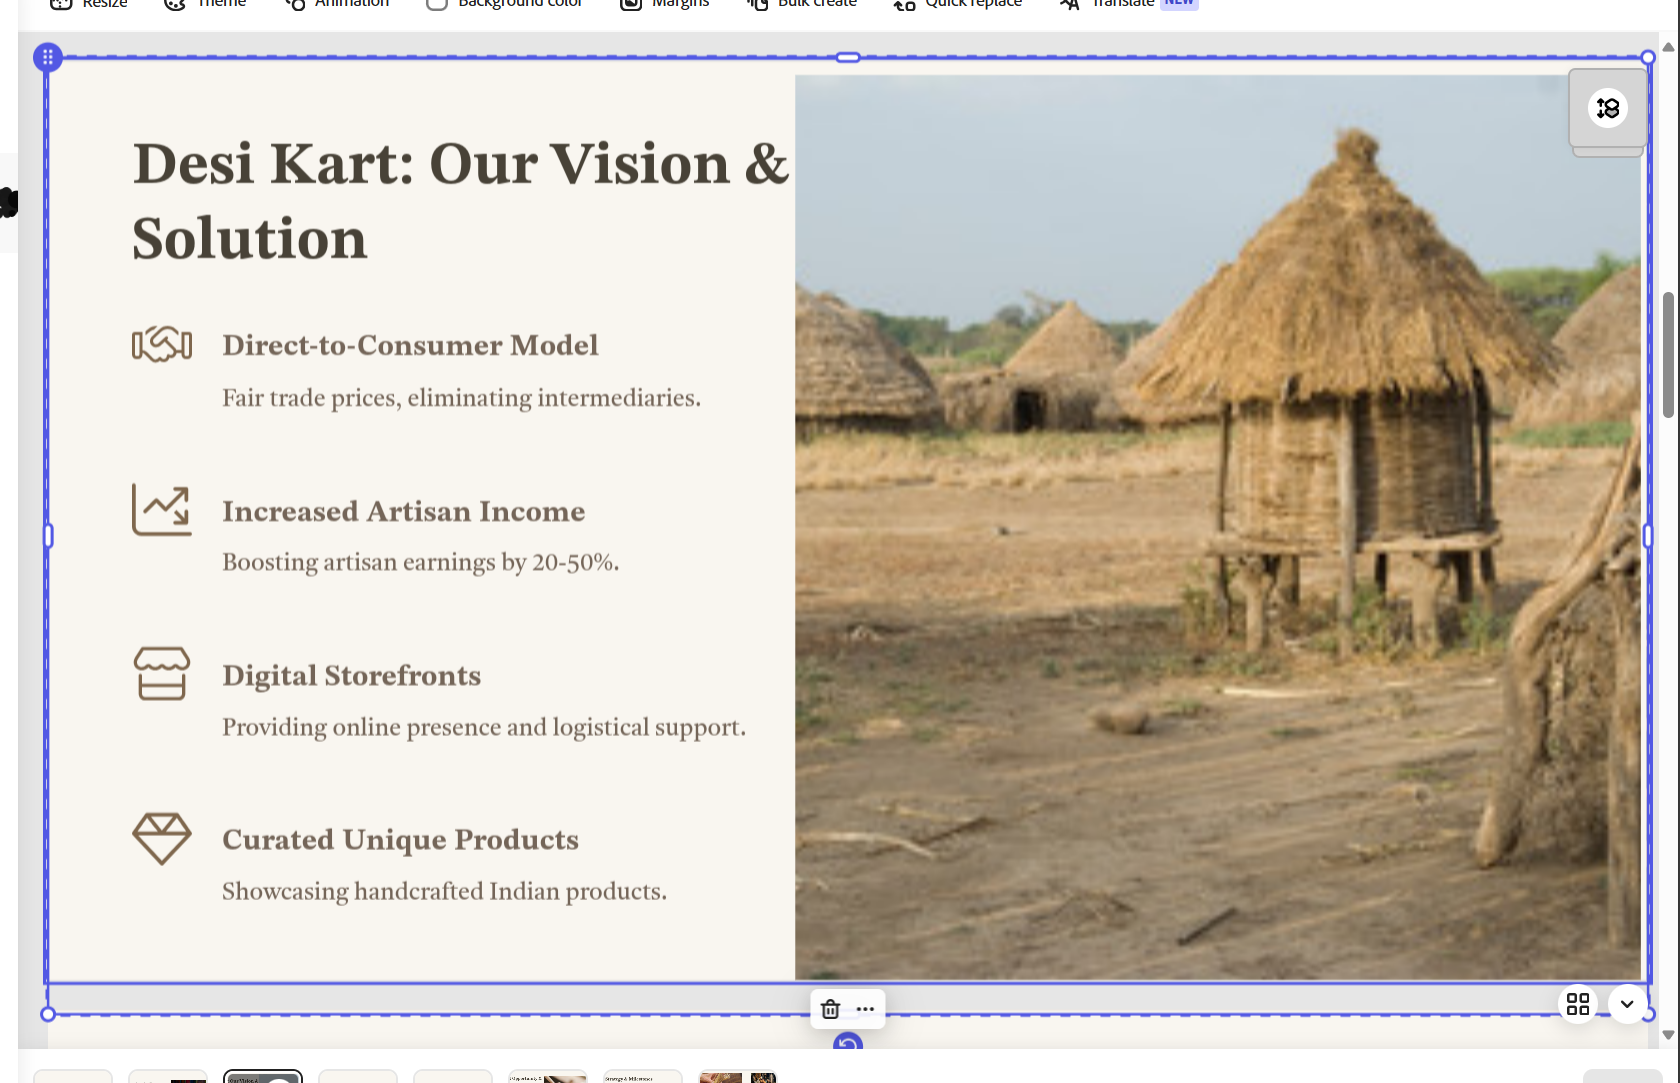 Resize Theme Animation Background color Margins Bulk create Quick replace Translate NEW
Desi Kart: Our Vision &
Solution
Direct-to-Consumer Model
Fair trade prices, eliminating intermediaries.
Increased Artisan Income
Boosting artisan earnings by 20-50%.
Digital Storefronts
Providing online presence and logistical support.
Curated Unique Products
Showcasing handcrafted Indian products.